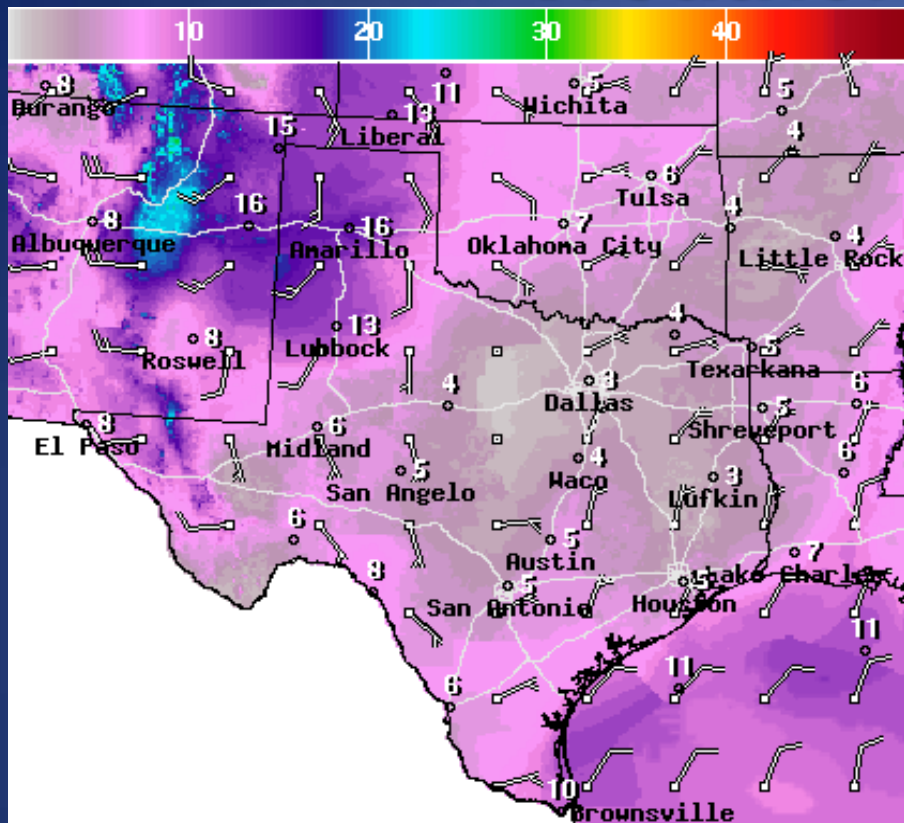 10 20 30 40
8 11 5 5
Durango Wichita
13
Liberal
15 4
6
Tulsa
8 16 16 7 4 4
Albuquerque Amarillo Oklahoma City Little Rock
8 13 4 5
Roswell Lubbock Texarkana
3
Dallas
4 5 6
8 6 Shreveport
El Paso Midland
5 4 3 6
San Angelo Waco Lufkin
6 5 7
Austin Lake Charles
8 5 5
San Antonio Houston
11
11
6
10
Brownsville